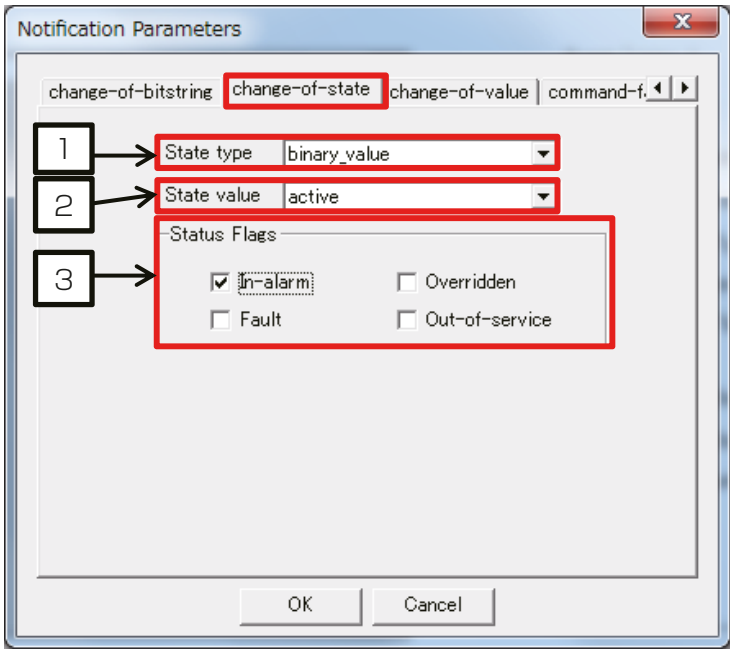 Notification Parameters
x
change-of-bitstring change-of-state change-of-value command-f
1 State type binary_value
2 State value active
Status Flags
3 In-alarm Overridden
Fault Out-of-service
OK Cancel